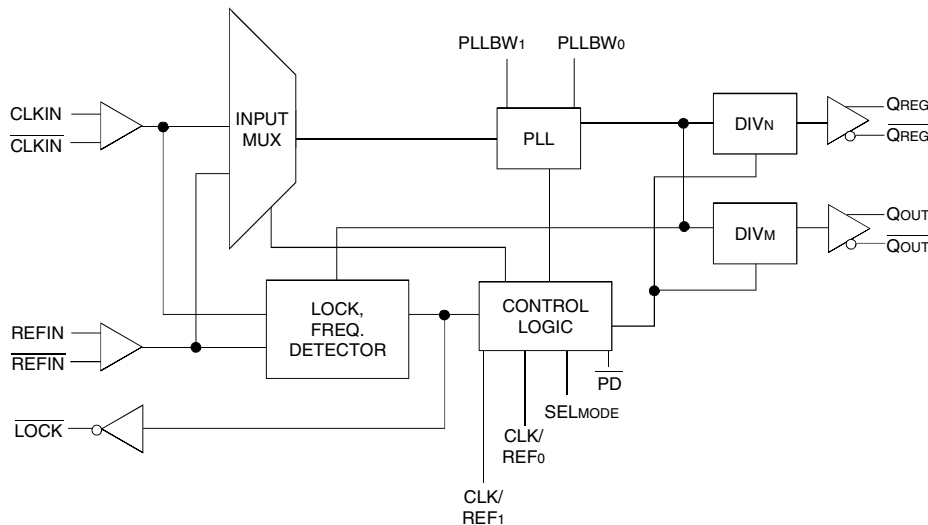 PLLBW1
PLLBW0
CLKIN
CLKIN
INPUT
MUX
PLL
DIVN
QREG
QREG
DIVM
QOUT
QOUT
LOCK,
FREQ.
DETECTOR
CONTROL
LOGIC
REFIN
REFIN
PD
SELMODE
LOCK
CLK/
REF0
CLK/
REF1